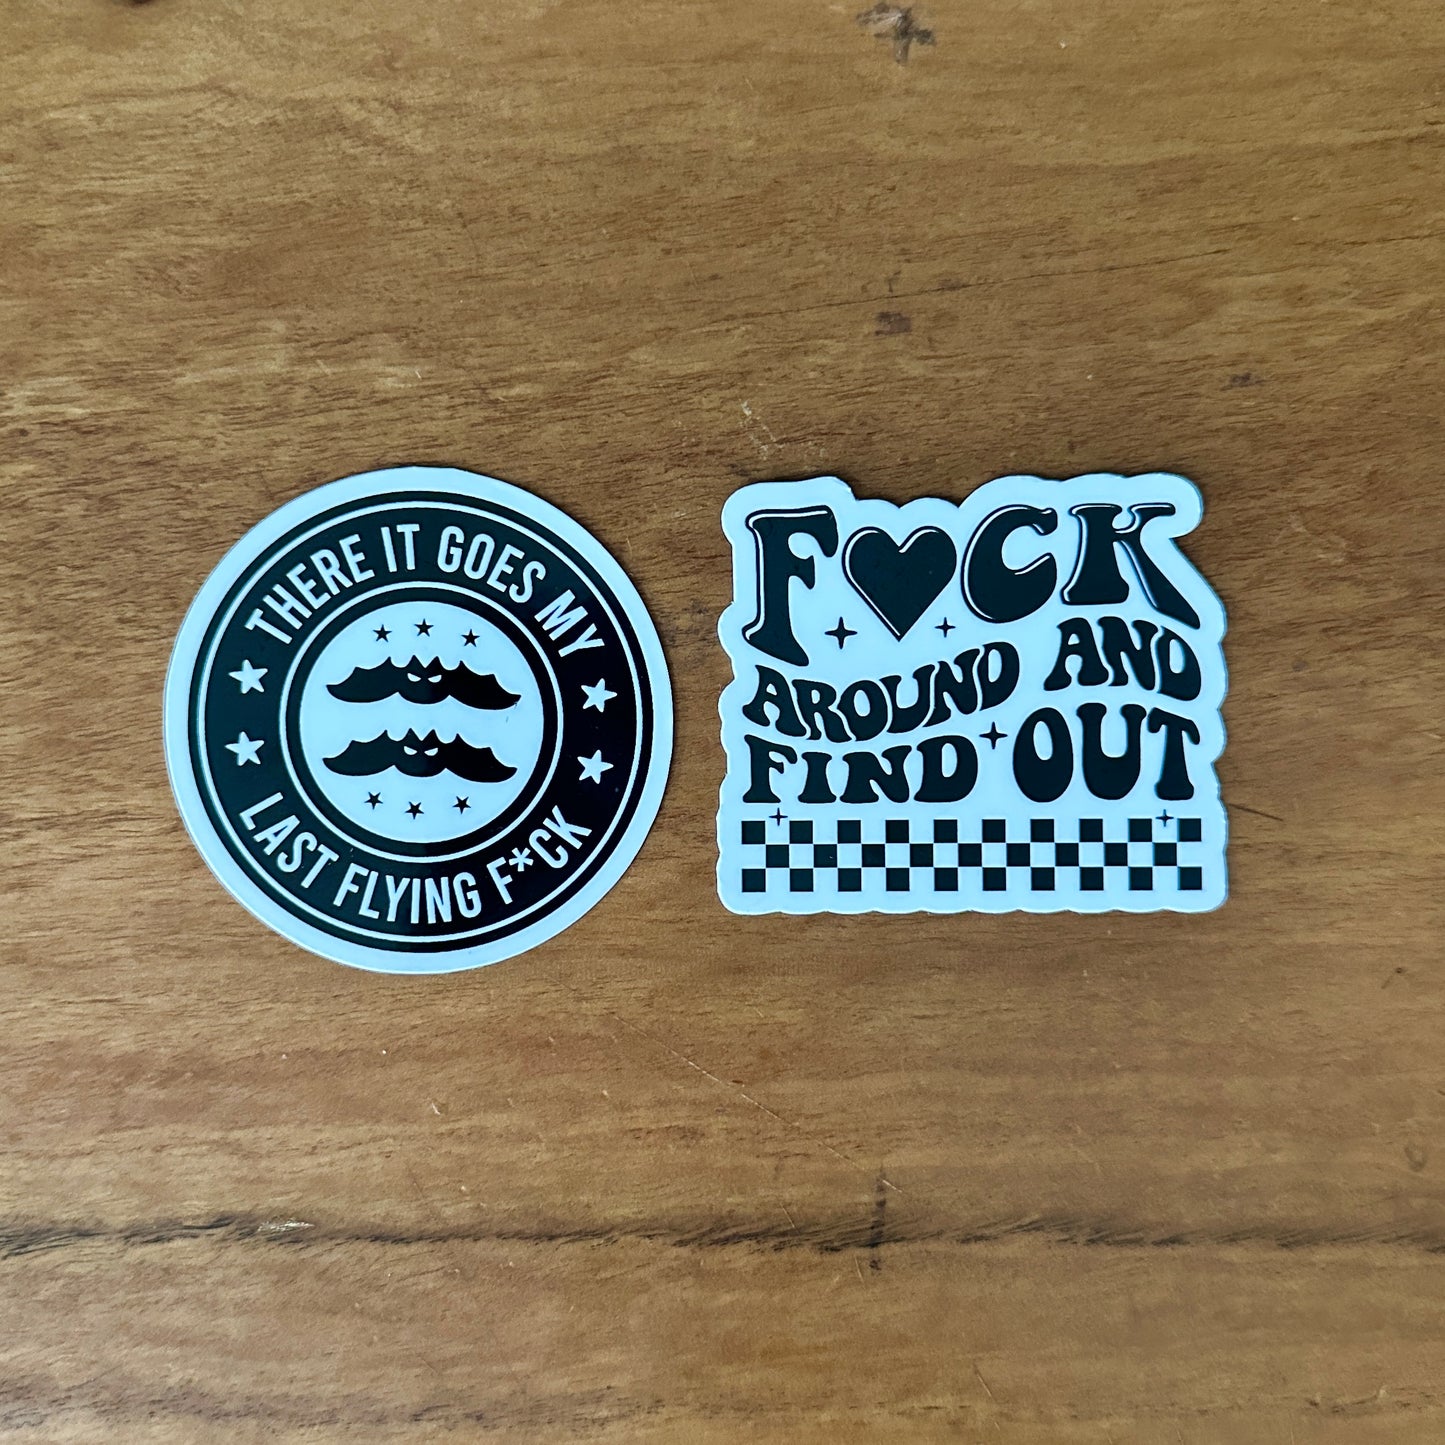 THERE IT GOES MY
LAST FLYING F*CK
F♥CK
AROUND AND
FIND OUT